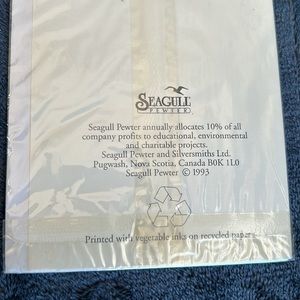 SEAGULL
PEWTER
Seagull Pewter annually allocates 10% of all
company profits to educational, environmental
and charitable projects.
Seagull Pewter and Silversmiths Ltd.
Pugwash, Nova Scotia, Canada B0K 1L0
Seagull Pewter © 1993
Printed with vegetable inks on recycled paper